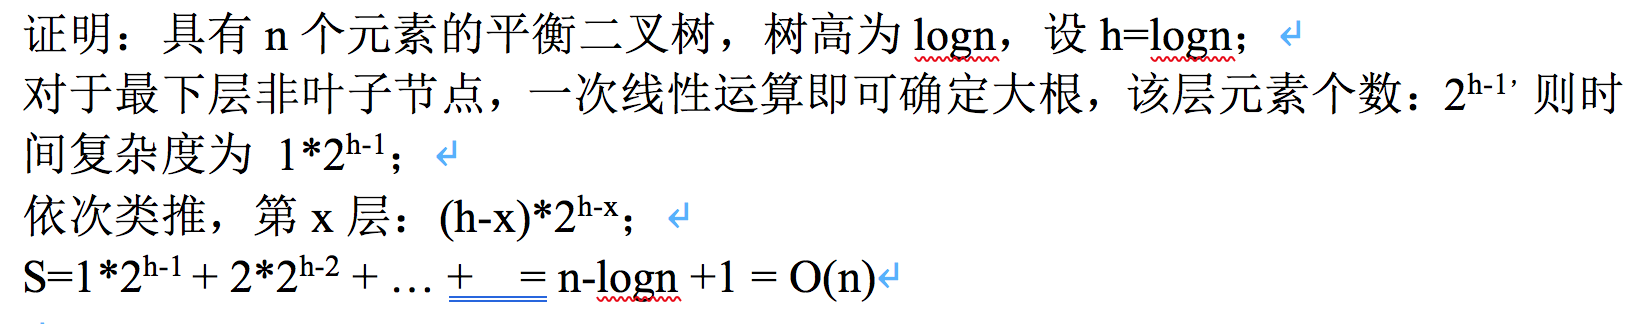 证明：具有 n 个元素的平衡二叉树，树高为 logn，设 h=logn；
对于最下层非叶子节点，一次线性运算即可确定大根，该层元素个数：2^{h-1，} 则时
间复杂度为 1*2^{h-1}；
依次类推，第 x 层：(h-x)*2^{h-x}；
S=1*2^{h-1} + 2*2^{h-2} + … + = n-logn +1 = O(n)